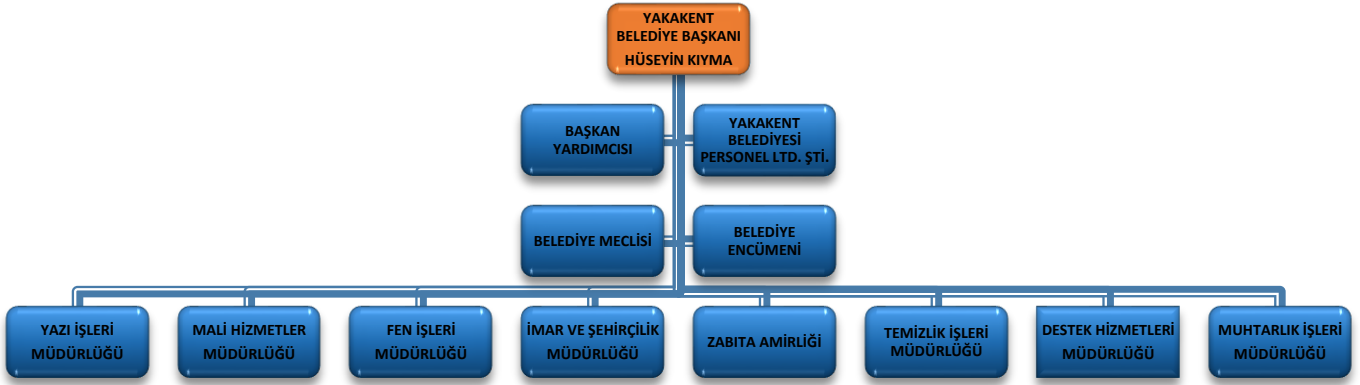 YAKAKENT
BELEDİYE BAŞKANI
HÜSEYİN KIYMA
BAŞKAN
YARDIMCISI
YAKAKENT
BELEDİYESİ
PERSONEL LTD. ŞTİ.
BELEDİYE MECLİSİ
BELEDİYE
ENCÜMENİ
YAZI İŞLERİ
MÜDÜRLÜĞÜ
MALİ HİZMETLER
MÜDÜRLÜĞÜ
FEN İŞLERİ
MÜDÜRLÜĞÜ
İMAR VE ŞEHİRÇİLİK
MÜDÜRLÜĞÜ
ZABITA AMİRLİĞİ
TEMİZLİK İŞLERİ
MÜDÜRLÜĞÜ
DESTEK HİZMETLERİ
MÜDÜRLÜĞÜ
MUHTARLIK İŞLERİ
MÜDÜRLÜĞÜ